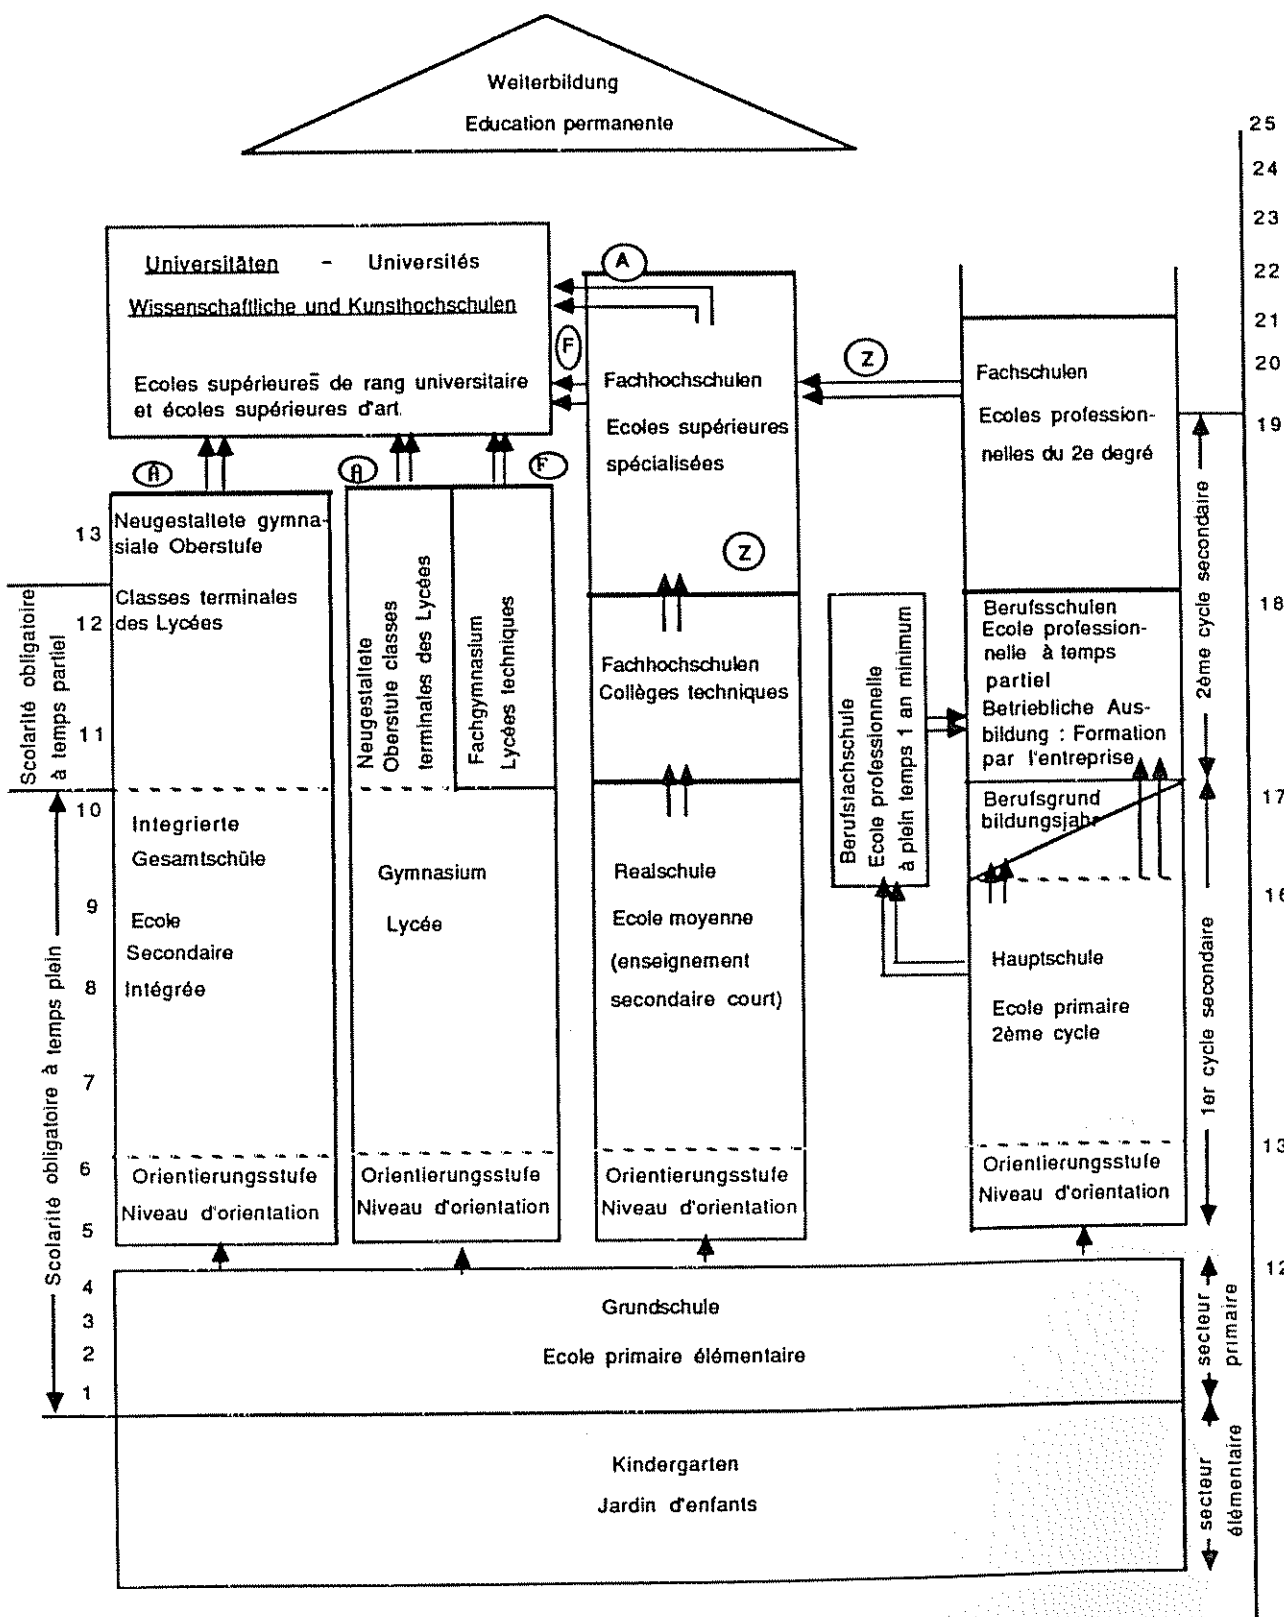 Weiterbildung
Education permanente
25
24
23
22
21
20
19
18
17
16
13
12
Universitäten - Universités
Wissenschaftliche und Kunsthochschulen
Ecoles supérieures de rang universitaire
et écoles supérieures d'art.
A
F
Z
A
A
F
Fachhochschulen
Ecoles supérieures
spécialisées
Z
Fachschulen
Ecoles profession-
nelles du 2e degré
13
12
11
10
9
8
7
6
5
4
3
2
1
Scolarité obligatoire
à temps partiel
Scolarité obligatoire à temps plein
Neugestaltete gymna-
siale Oberstufe
Classes terminales
des Lycées
Neugestaltete
Oberstute classes
terminales des Lycées
Fachgymnasium
Lycées techniques
Fachhochschulen
Collèges techniques
Berufstachschule
Ecole professionnelle
à plein temps 1 an minimum
Berufsschulen
Ecole profession-
nelle à temps
partiel
Betriebliche Aus-
bildung : Formation
par l'entreprise
Berufsgrund
bildungsjahr
2ème cycle secondaire
1er cycle secondaire
Integrierte
Gesamtschüle
Ecole
Secondaire
Intégrée
Gymnasium
Lycée
Realschule
Ecole moyenne
(enseignement
secondaire court)
Hauptschule
Ecole primaire
2ème cycle
Orientierungsstufe
Niveau d'orientation
Orientierungsstufe
Niveau d'orientation
Orientierungsstufe
Niveau d'orientation
Orientierungsstufe
Niveau d'orientation
Grundschule
Ecole primaire élémentaire
secteur
primaire
Kindergarten
Jardin d'enfants
secteur
élémentaire